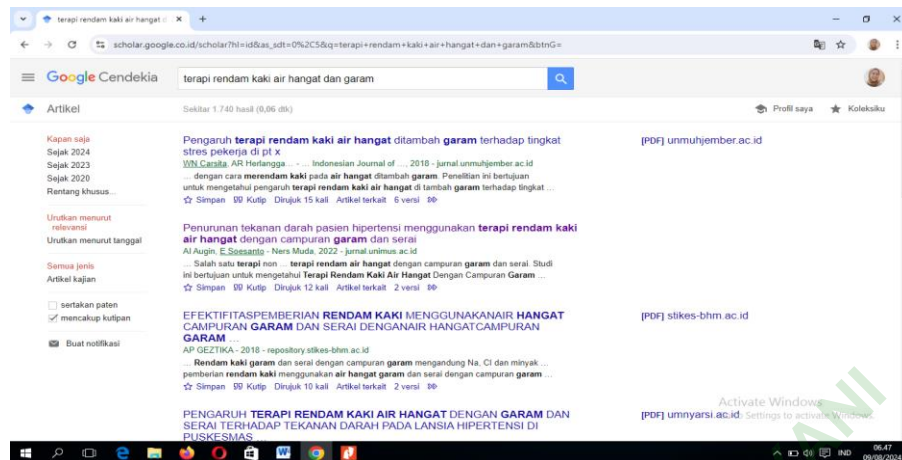 terapi rendam kaki air hangat
scholar.google.co.id/scholar?hl=id&as_sdt=0%2C5&q=terapi+rendam+kaki+air+hangat+dan+garam&btnG=
Google Cendekia
terapi rendam kaki air hangat dan garam
Artikel
Sekitar 1.740 hasil (0,06 dtk)
Profil saya
Koleksiku
Kapan saja
Sejak 2024
Sejak 2023
Sejak 2020
Rentang khusus...
Urutkan menurut
relevansi
Urutkan menurut tanggal
Semua jenis
Artikel kajian
sertakan paten
mencakup kutipan
Buat notifikasi
Pengaruh terapi rendam kaki air hangat ditambah garam terhadap tingkat
stres pekerja di pt x
WN Carsita, AR Herlangga... - ... Indonesian Journal of ..., 2018 - jurnal.unmuhjember.ac.id
... dengan cara merendam kaki pada air hangat ditambah garam. Penelitian ini bertujuan
untuk mengetahui pengaruh terapi rendam kaki air hangat di tambah garam terhadap tingkat ...
Simpan Kutip Dirujuk 15 kali Artikel terkait 6 versi
[PDF] unmuhjember.ac.id
Penurunan tekanan darah pasien hipertensi menggunakan terapi rendam kaki
air hangat dengan campuran garam dan serai
AI Augin, E Soesanto - Ners Muda, 2022 - jurnal.unimus.ac.id
... Salah satu terapi non ... terapi rendam air hangat dengan campuran garam dan serai. Studi
ini bertujuan untuk mengetahui Terapi Rendam Kaki Air Hangat Dengan Campuran Garam ...
Simpan Kutip Dirujuk 12 kali Artikel terkait 2 versi
EFEKTIFITASPEMBERIAN RENDAM KAKI MENGGUNAKANAIR HANGAT
CAMPURAN GARAM DAN SERAI DENGANAIR HANGATCAMPURAN
GARAM ...
AP GEZTIKA - 2018 - repository.stikes-bhm.ac.id
... Rendam kaki garam dan serai dengan campuran garam mengandung Na, Cl dan minyak ...
pemberian rendam kaki menggunakan air hangat garam dan serai dengan campuran garam ...
Simpan Kutip Dirujuk 10 kali Artikel terkait 2 versi
[PDF] stikes-bhm.ac.id
PENGARUH TERAPI RENDAM KAKI AIR HANGAT DENGAN GARAM DAN
SERAI TERHADAP TEKANAN DARAH PADA LANSIA HIPERTENSI DI
PUSKESMAS ...
[PDF] umnyarsi.ac.id
Activate Windows
Settings to activate Windows.
ANI
IND
06.47
09/08/2024